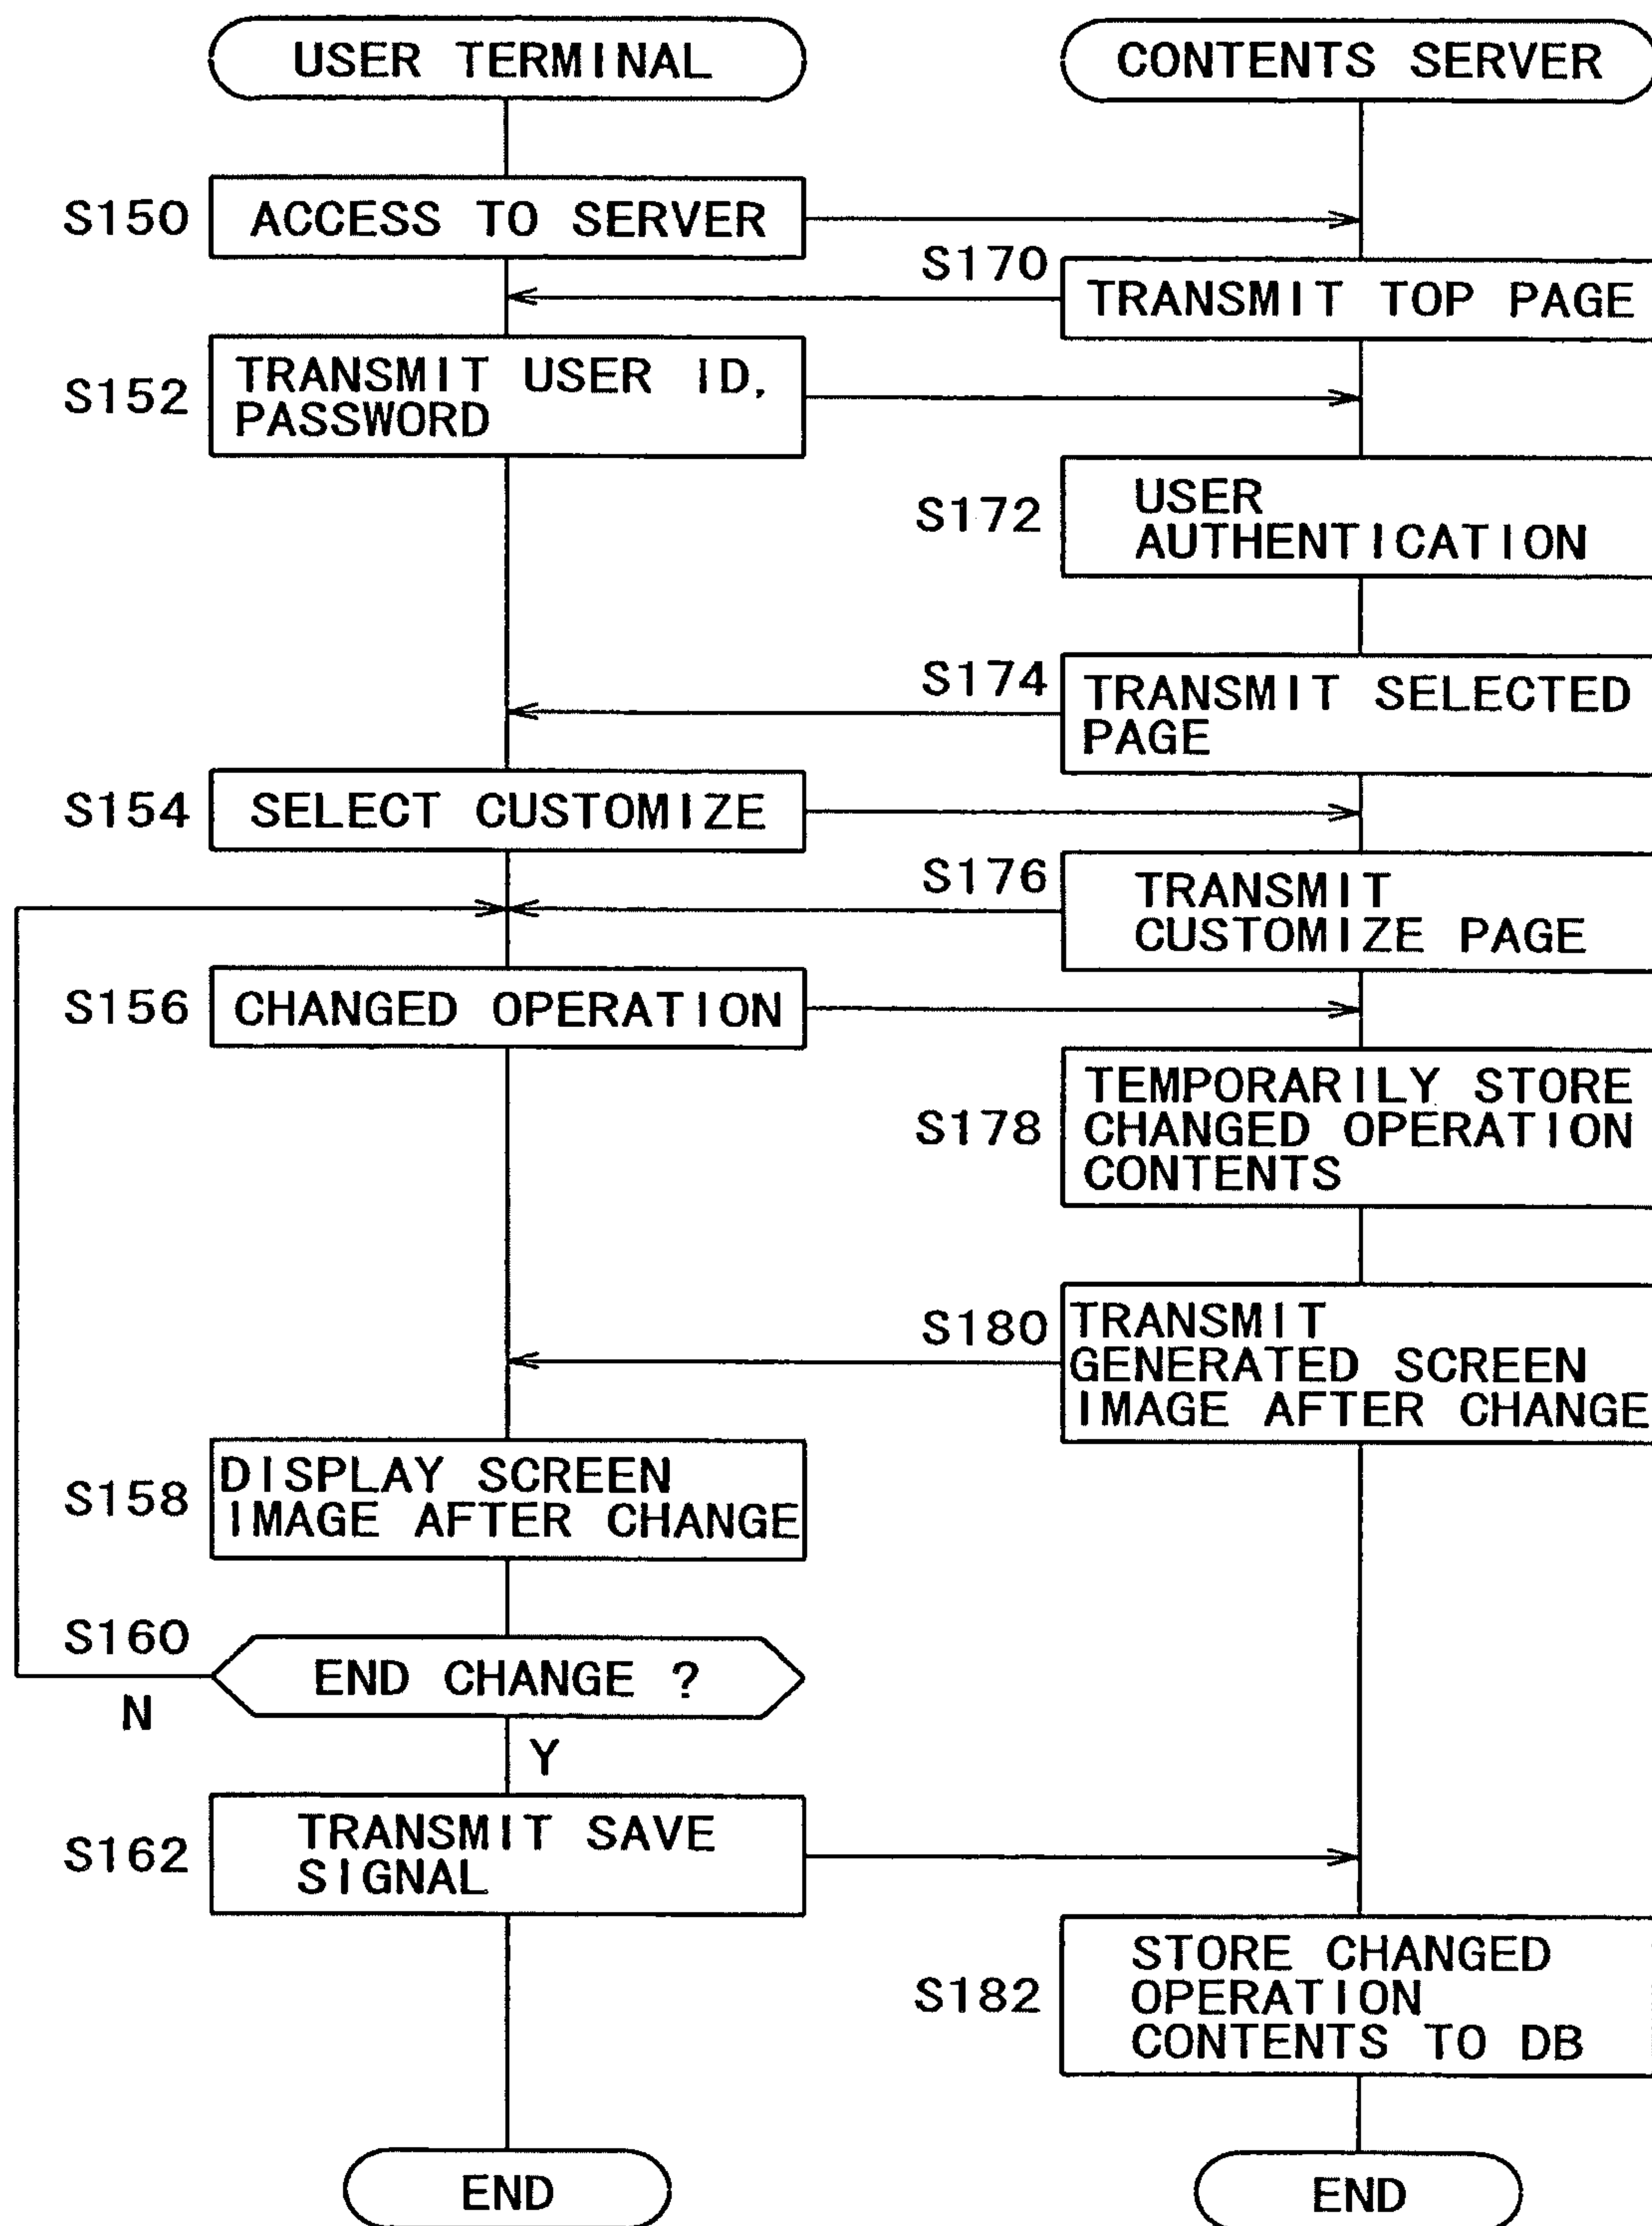 USER TERMINAL
CONTENTS SERVER
S150
ACCESS TO SERVER
S170
TRANSMIT TOP PAGE
S152
TRANSMIT USER ID,
PASSWORD
S172
USER
AUTHENTICATION
S174
TRANSMIT SELECTED
PAGE
S154
SELECT CUSTOMIZE
S176
TRANSMIT
CUSTOMIZE PAGE
S156
CHANGED OPERATION
S178
TEMPORARILY STORE
CHANGED OPERATION
CONTENTS
S180
TRANSMIT
GENERATED SCREEN
IMAGE AFTER CHANGE
S158
DISPLAY SCREEN
IMAGE AFTER CHANGE
S160
END CHANGE ?
N
Y
S162
TRANSMIT SAVE
SIGNAL
S182
STORE CHANGED
OPERATION
CONTENTS TO DB
END
END